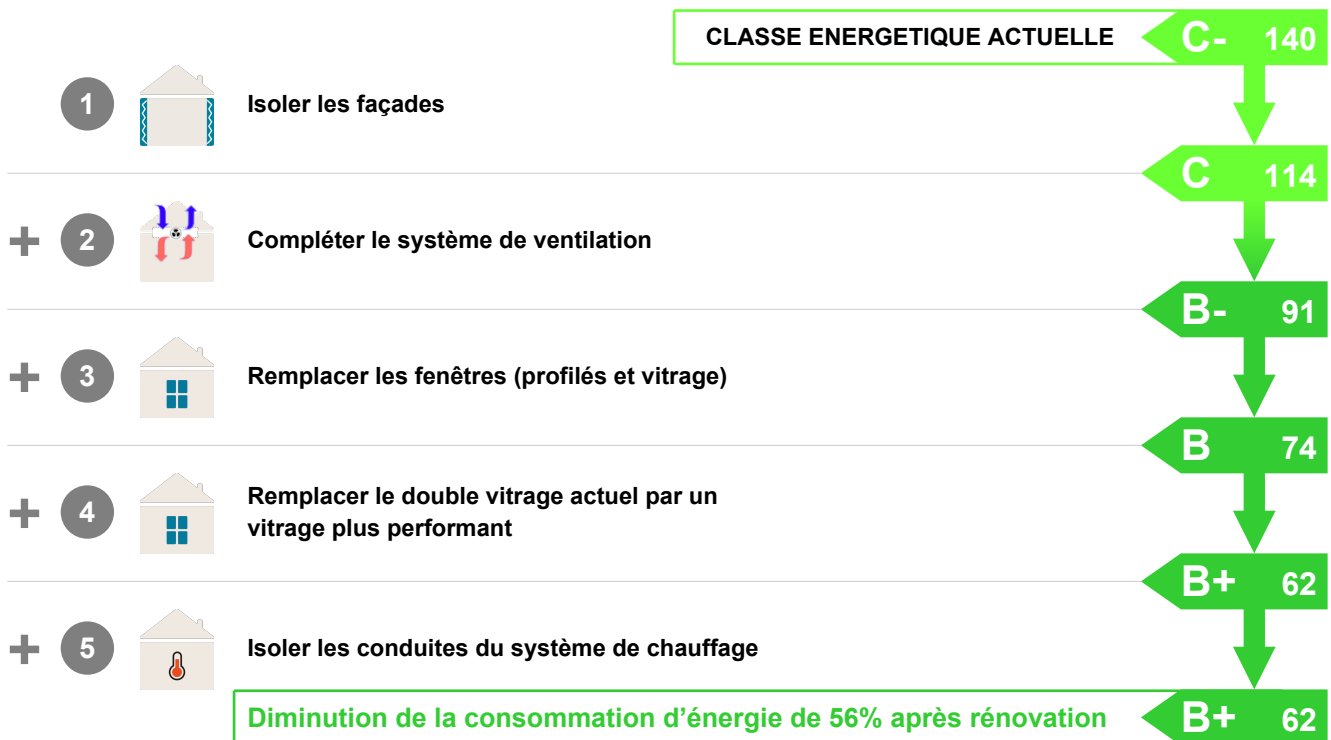 CLASSE ENERGETIQUE ACTUELLE C- 140
1 Isoler les façades
C 114
+ 2 Compléter le système de ventilation
B- 91
+ 3 Remplacer les fenêtres (profilés et vitrage)
B 74
+ 4 Remplacer le double vitrage actuel par un
vitrage plus performant
B+ 62
+ 5 Isoler les conduites du système de chauffage
Diminution de la consommation d’énergie de 56% après rénovation B+ 62